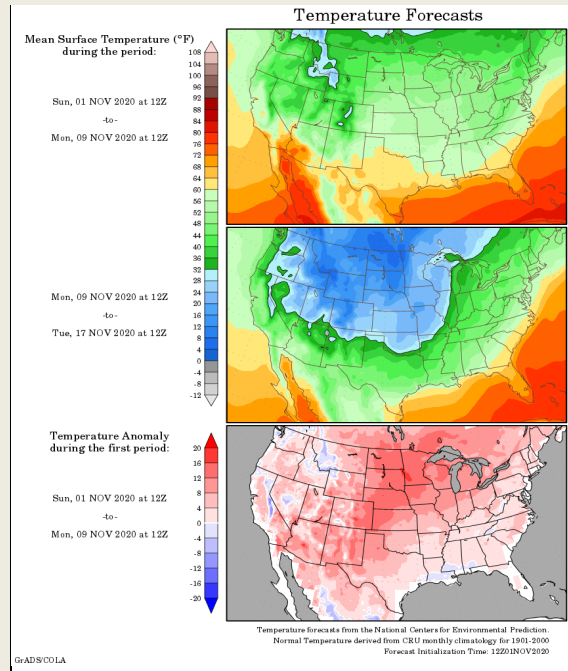 Temperature Forecasts
Mean Surface Temperature (°F)
during the period:
Sun, 01 NOV 2020 at 12Z
-to-
Mon, 09 NOV 2020 at 12Z
108
104
100
96
92
88
84
80
76
72
68
64
60
56
52
48
44
40
36
32
28
24
20
16
12
8
4
0
-4
-8
-12
Mon, 09 NOV 2020 at 12Z
-to-
Tue, 17 NOV 2020 at 12Z
Temperature Anomaly
during the first period:
Sun, 01 NOV 2020 at 12Z
-to-
Mon, 09 NOV 2020 at 12Z
20
16
12
8
4
0
-4
-8
-12
-16
-20
Temperature forecasts from the National Centers for Environmental Prediction.
Normal Temperature derived from CRU monthly climatology for 1901-2000
Forecast Initialization Time: 12Z01NOV2020
GrADS/COLA